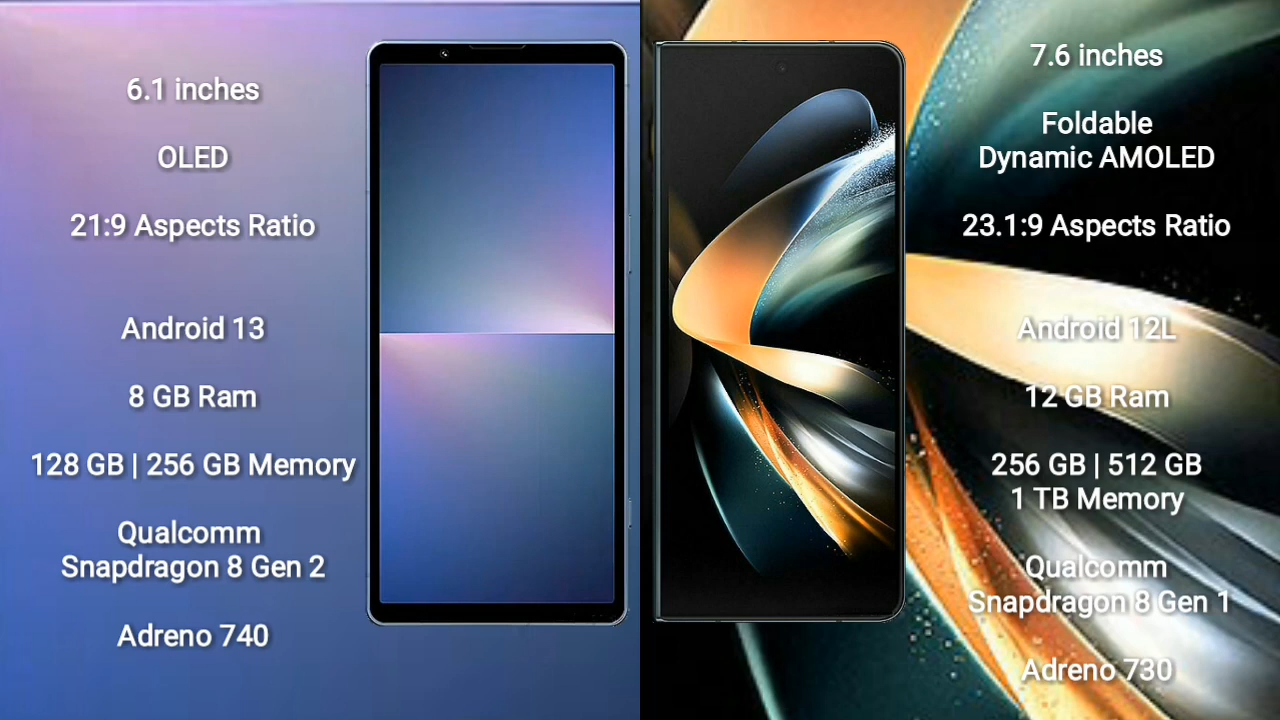 6.1 inches
OLED
21:9 Aspects Ratio
Android 13
8 GB Ram
128 GB | 256 GB Memory
Qualcomm
Snapdragon 8 Gen 2
Adreno 740
7.6 inches
Foldable
Dynamic AMOLED
23.1:9 Aspects Ratio
Android 12L
12 GB Ram
256 GB | 512 GB
1 TB Memory
Qualcomm
Snapdragon 8 Gen 1
Adreno 730